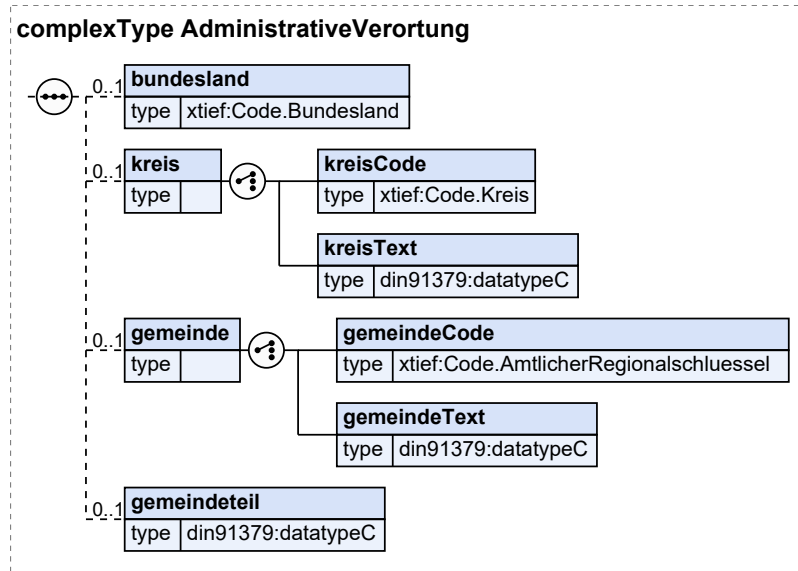 complexType AdministrativeVerortung
0..1
bundesland
type xtief:Code.Bundesland
0..1
kreis
type
kreisCode
type xtief:Code.Kreis
kreisText
type din91379:datatypeC
0..1
gemeinde
type
gemeindeCode
type xtief:Code.AmtlicherRegionalschluessel
gemeindeText
type din91379:datatypeC
0..1
gemeindeteil
type din91379:datatypeC